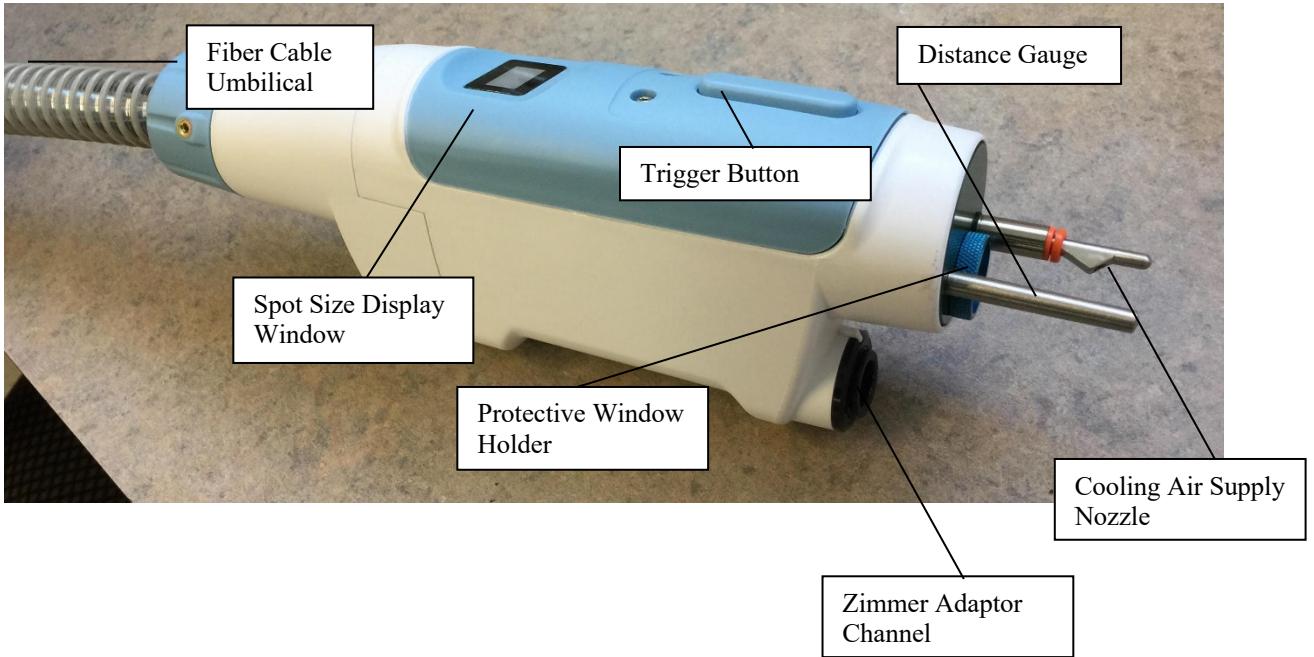 Fiber Cable
Umbilical
Distance Gauge
Trigger Button
Spot Size Display
Window
Protective Window
Holder
Cooling Air Supply
Nozzle
Zimmer Adaptor
Channel